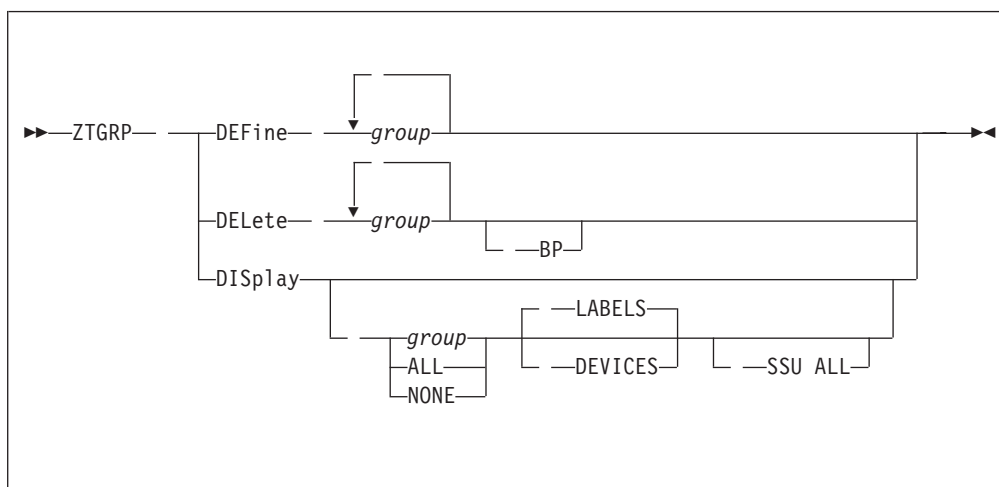 ZTGRP DEFine group
DELete group
BP
DISplay
LABELS
group
ALL DEVICES SSU ALL
NONE